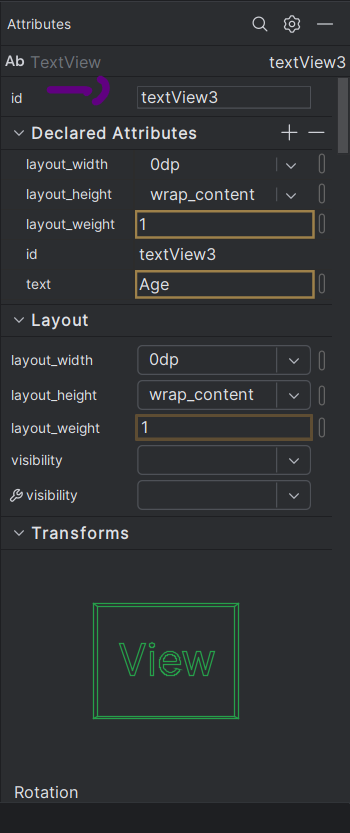 Attributes
Ab TextView textView3
id textView3
Declared Attributes
layout_width 0dp
layout_height wrap_content
layout_weight 1
id textView3
text Age
Layout
layout_width 0dp
layout_height wrap_content
layout_weight 1
visibility
visibility
Transforms
View
Rotation